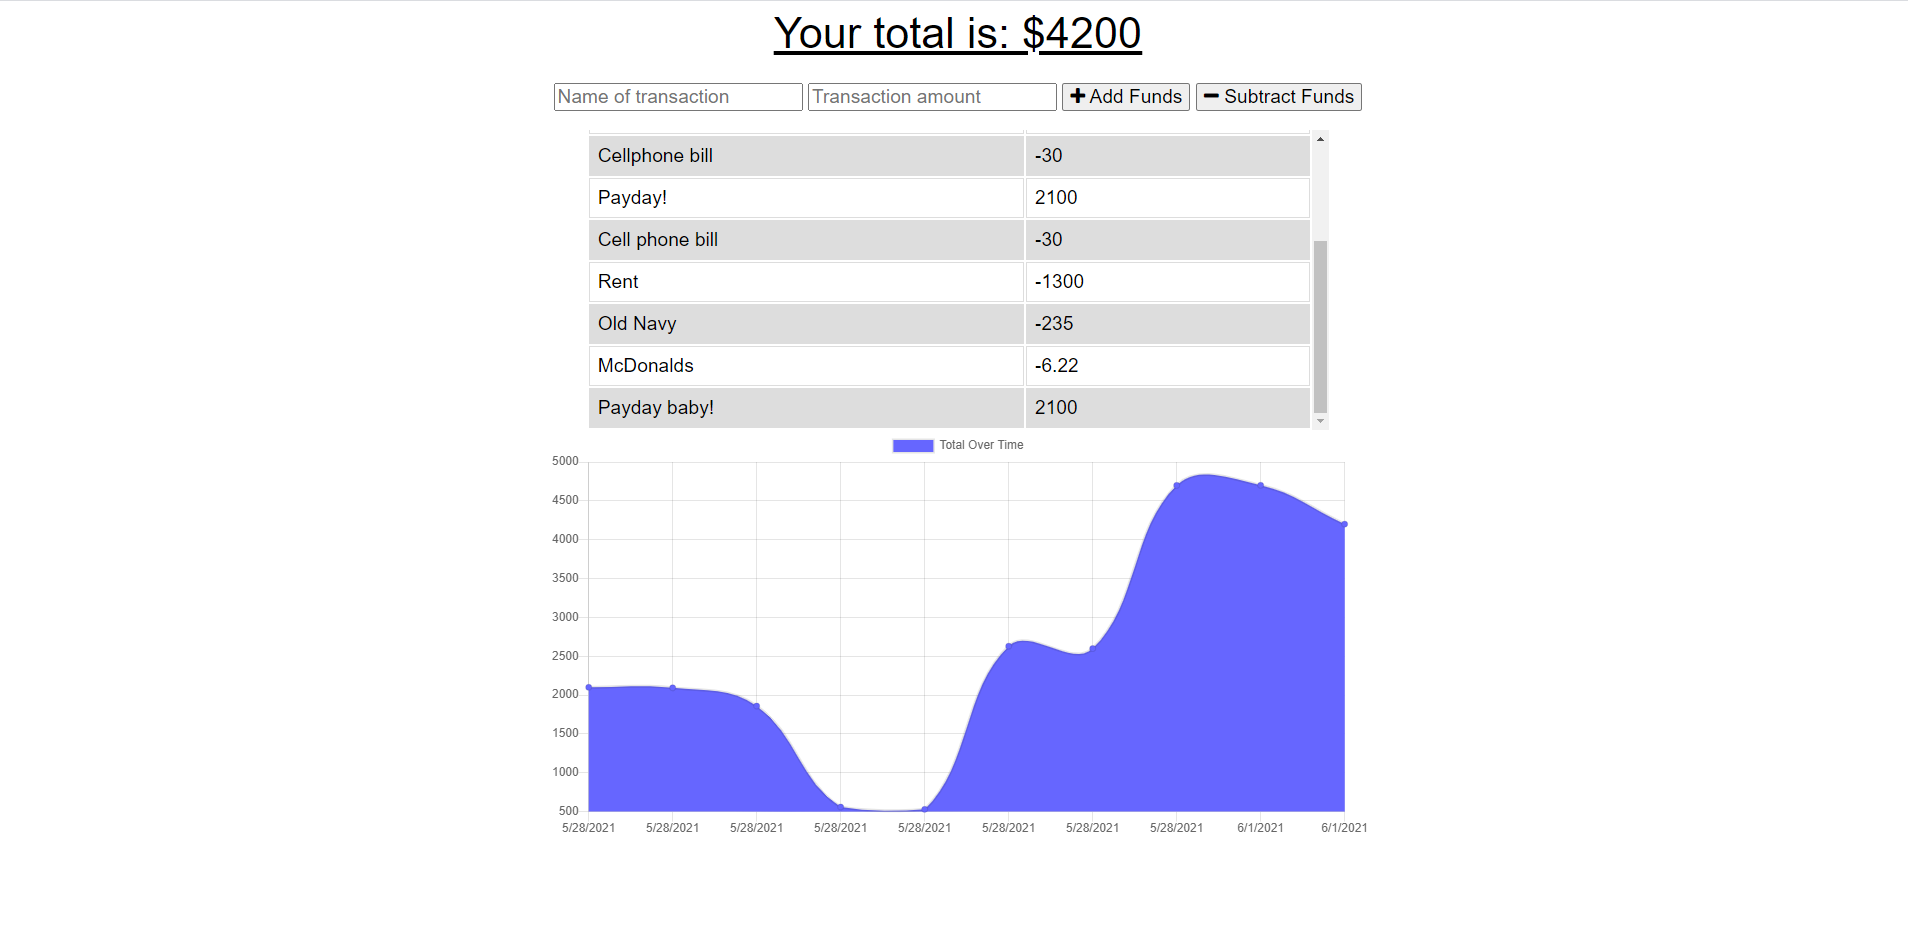 Your total is: $4200
Name of transaction Transaction amount Add Funds Subtract Funds
Cellphone bill -30
Payday! 2100
Cell phone bill -30
Rent -1300
Old Navy -235
McDonalds -6.22
Payday baby! 2100
Total Over Time
5000
4500
4000
3500
3000
2500
2000
1500
1000
500
5/28/2021 5/28/2021 5/28/2021 5/28/2021 5/28/2021 5/28/2021 5/28/2021 5/28/2021 6/1/2021 6/1/2021